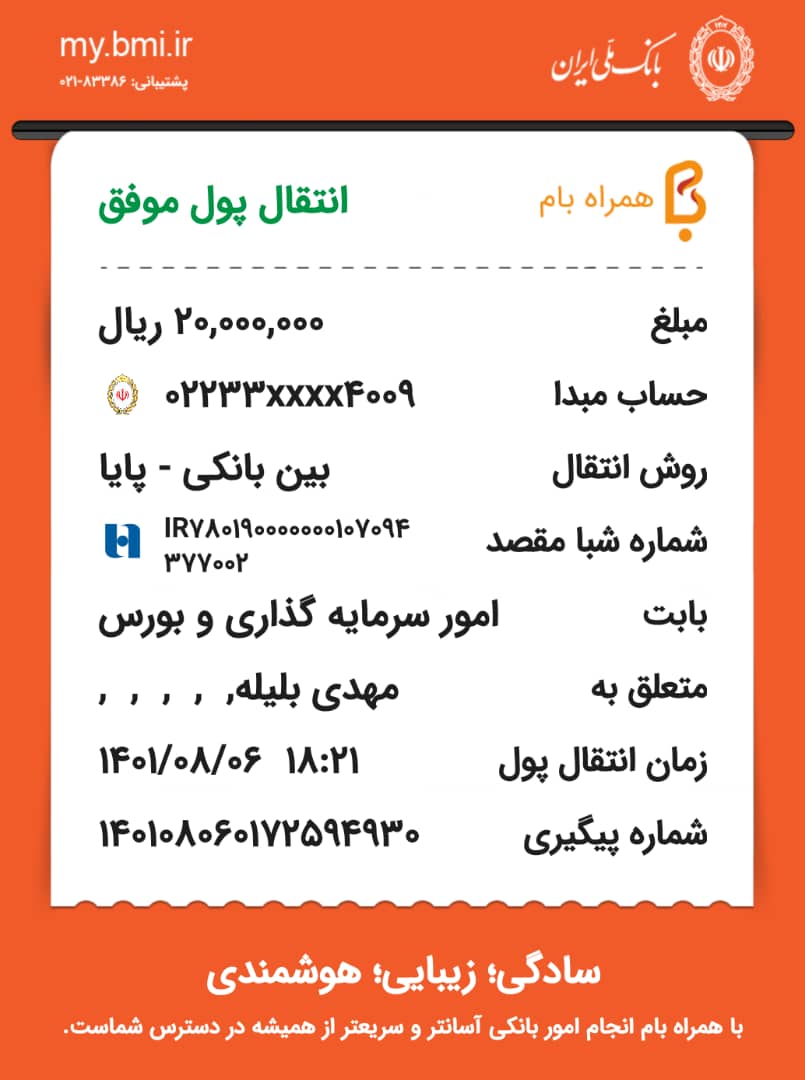 my.bmi.ir
پشتیبانی: ۸۳۳۸۶-۰۲۱
بانک ملی ایران
همراه بام
انتقال پول موفق
مبلغ ۲۰,۰۰۰,۰۰۰ ریال
حساب مبدا ۰۲۲۳۳xxxx۴۰۰۹
روش انتقال بین بانکی - پایا
شماره شبا مقصد IR۷۸۰۱۹۰۰۰۰۰۰۰۰۱۰۷۰۹۴
۳۷۷۰۰۲
بابت امور سرمایه گذاری و بورس
متعلق به مهدی بلیله, , , , ,
زمان انتقال پول ۱۴۰۱/۰۸/۰۶ ۱۸:۲۱
شماره پیگیری ۱۴۰۱۰۸۰۶۰۱۷۲۵۹۴۹۳۰
سادگی؛ زیبایی؛ هوشمندی
با همراه بام انجام امور بانکی آسانتر و سریعتر از همیشه در دسترس شماست.